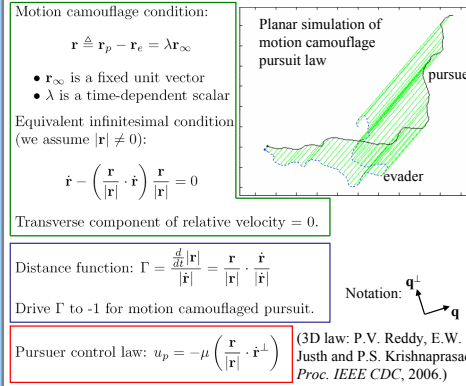 Motion camouflage condition:
r ≜ r_p − r_e = λr_∞
• r_∞ is a fixed unit vector
• λ is a time-dependent scalar
Equivalent infinitesimal condition
(we assume |r| ≠ 0):
ṙ − (r/|r| · ṙ) r/|r| = 0
Transverse component of relative velocity = 0.
Planar simulation of
motion camouflage
pursuit law
pursue
evader
Distance function: Γ = (d/dt |r|)/|ṙ| = r/|r| · ṙ/|ṙ|
Drive Γ to -1 for motion camouflaged pursuit.
Notation:
q^⊥
q
Pursuer control law: u_p = −μ (r/|r| · ṙ^⊥)
(3D law: P.V. Reddy, E.W.
Justh and P.S. Krishnaprasad
Proc. IEEE CDC, 2006.)